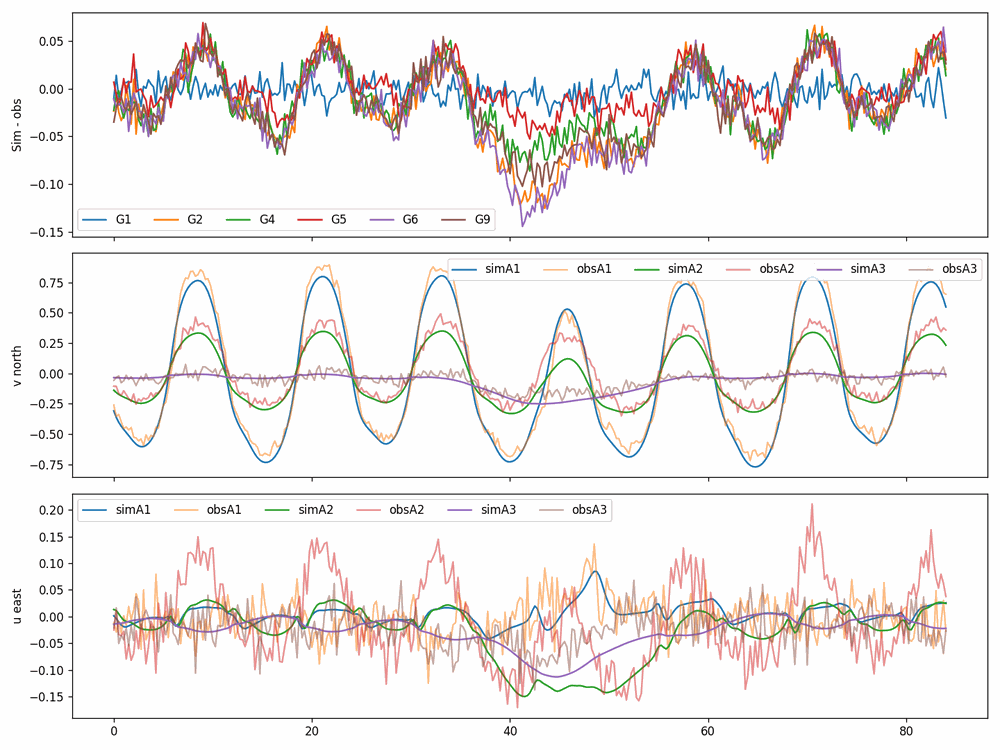 0.05
0.00
−0.05
−0.10
−0.15
Sim - obs
G1 G2 G4 G5 G6 G9
0.75
0.50
0.25
0.00
−0.25
−0.50
−0.75
v north
simA1 obsA1 simA2 obsA2 simA3 obsA3
0.20
0.15
0.10
0.05
0.00
−0.05
−0.10
−0.15
u east
simA1 obsA1 simA2 obsA2 simA3 obsA3
0 20 40 60 80